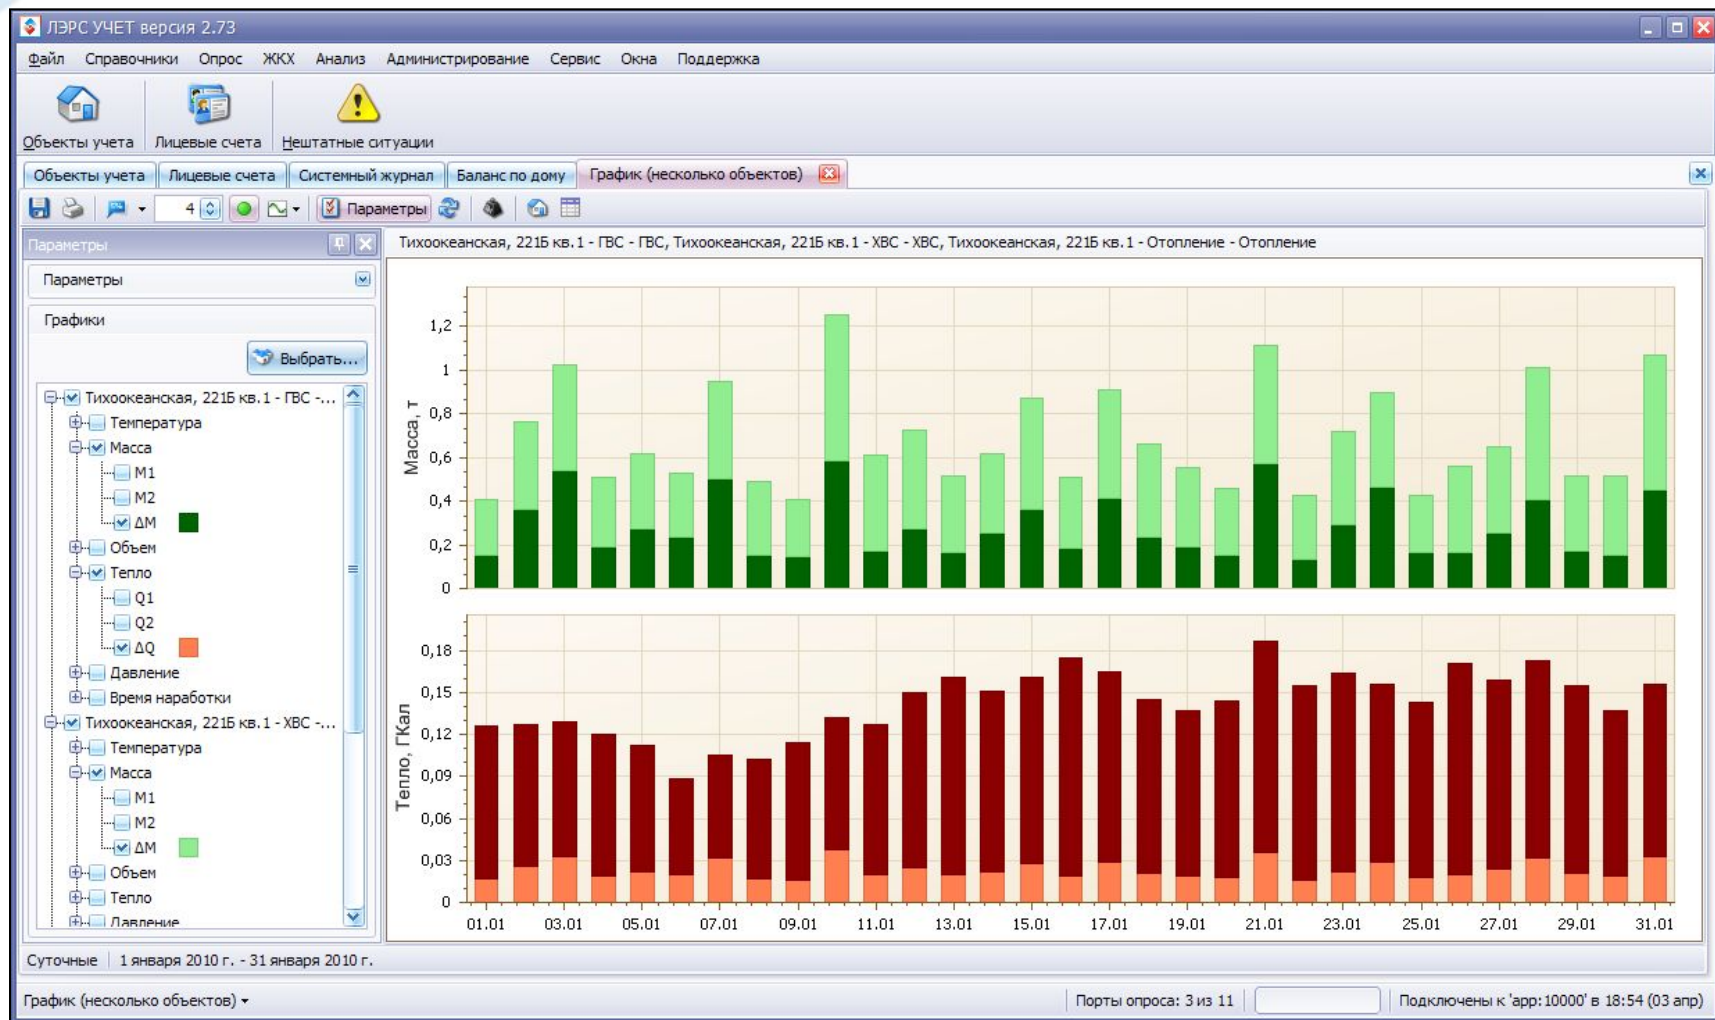 ЛЭРС УЧЕТ версия 2.73
Файл Справочники Опрос ЖКХ Анализ Администрирование Сервис Окна Поддержка
Объекты учета Лицевые счета Нештатные ситуации
Объекты учета Лицевые счета Системный журнал Баланс по дому График (несколько объектов)
4 Параметры
Параметры
Параметры
Графики
Выбрать...
Тихоокеанская, 221Б кв.1 - ГВС -...
Температура
Масса
M1
M2
ΔM
Объем
Тепло
Q1
Q2
ΔQ
Давление
Время наработки
Тихоокеанская, 221Б кв.1 - ХВС -...
Температура
Масса
M1
M2
ΔM
Объем
Тепло
Давление
Тихоокеанская, 221Б кв.1 - ГВС - ГВС, Тихоокеанская, 221Б кв.1 - ХВС - ХВС, Тихоокеанская, 221Б кв.1 - Отопление - Отопление
Масса, т
1,2
1
0,8
0,6
0,4
0,2
0
Тепло, ГКал
0,18
0,15
0,12
0,09
0,06
0,03
0
01.01 03.01 05.01 07.01 09.01 11.01 13.01 15.01 17.01 19.01 21.01 23.01 25.01 27.01 29.01 31.01
Суточные 1 января 2010 г. - 31 января 2010 г.
График (несколько объектов) Порты опроса: 3 из 11 Подключены к 'app:10000' в 18:54 (03 апр)